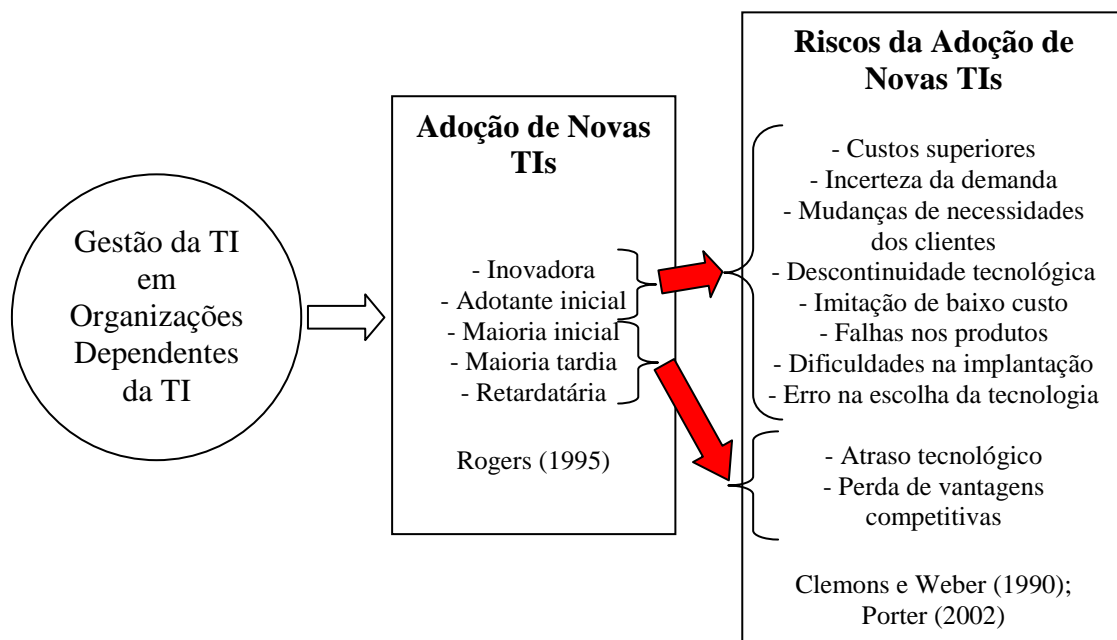 Gestão da TI
em
Organizações
Dependentes
da TI
Adoção de Novas
TIs
- Inovadora
- Adotante inicial
- Maioria inicial
- Maioria tardia
- Retardatária
Rogers (1995)
Riscos da Adoção de
Novas TIs
- Custos superiores
- Incerteza da demanda
- Mudanças de necessidades
dos clientes
- Descontinuidade tecnológica
- Imitação de baixo custo
- Falhas nos produtos
- Dificuldades na implantação
- Erro na escolha da tecnologia
- Atraso tecnológico
- Perda de vantagens
competitivas
Clemons e Weber (1990);
Porter (2002)